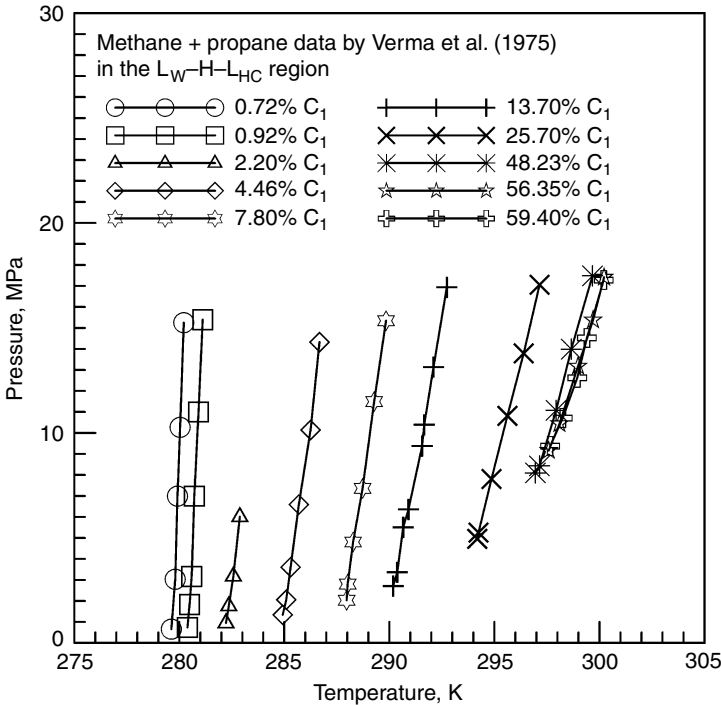 30
Methane + propane data by Verma et al. (1975)
in the L_W–H–L_HC region
0.72% C₁
0.92% C₁
2.20% C₁
4.46% C₁
7.80% C₁
13.70% C₁
25.70% C₁
48.23% C₁
56.35% C₁
59.40% C₁
20
Pressure, MPa
10
0
275 280 285 290 295 300 305
Temperature, K